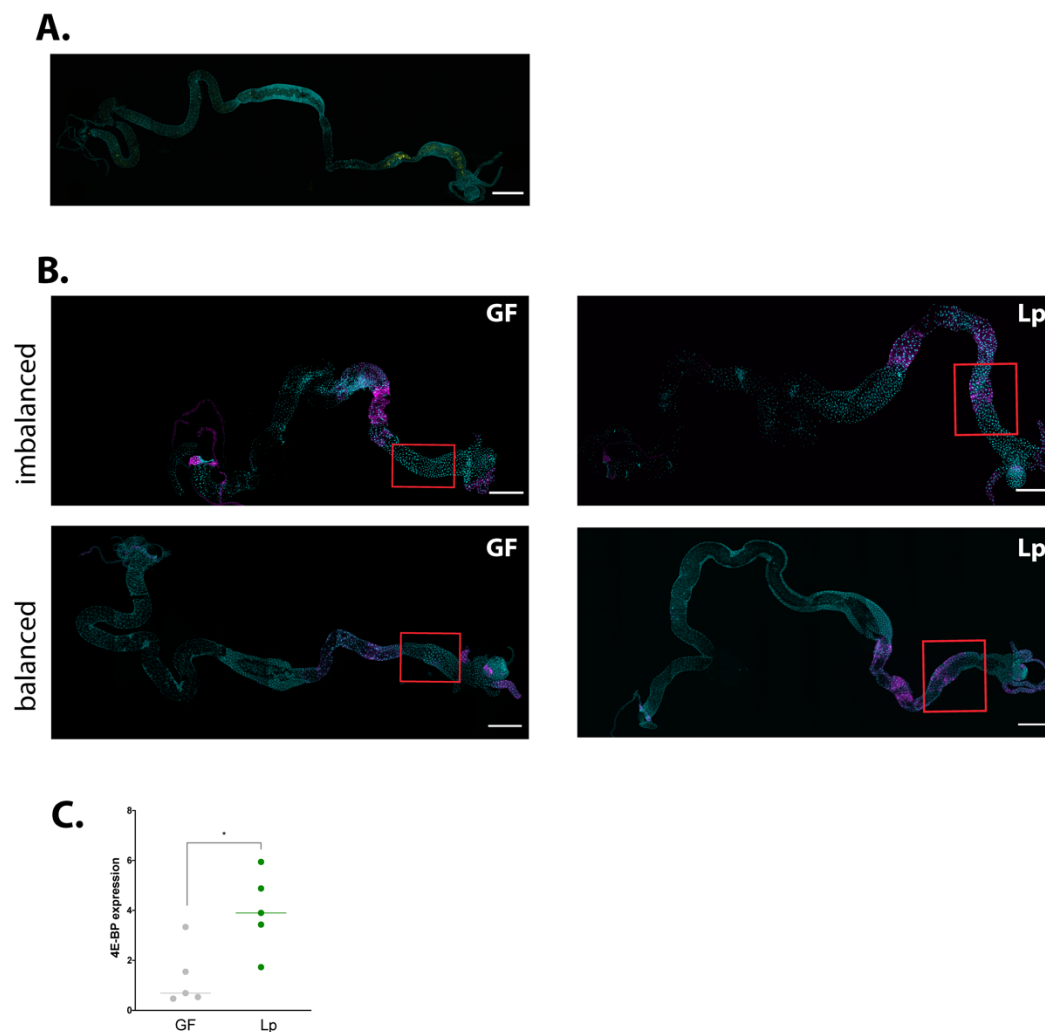 A.
B.
imbalanced
GF
Lp
balanced
GF
Lp
C.
4E-BP expression
8
6
4
2
0
*
GF
Lp